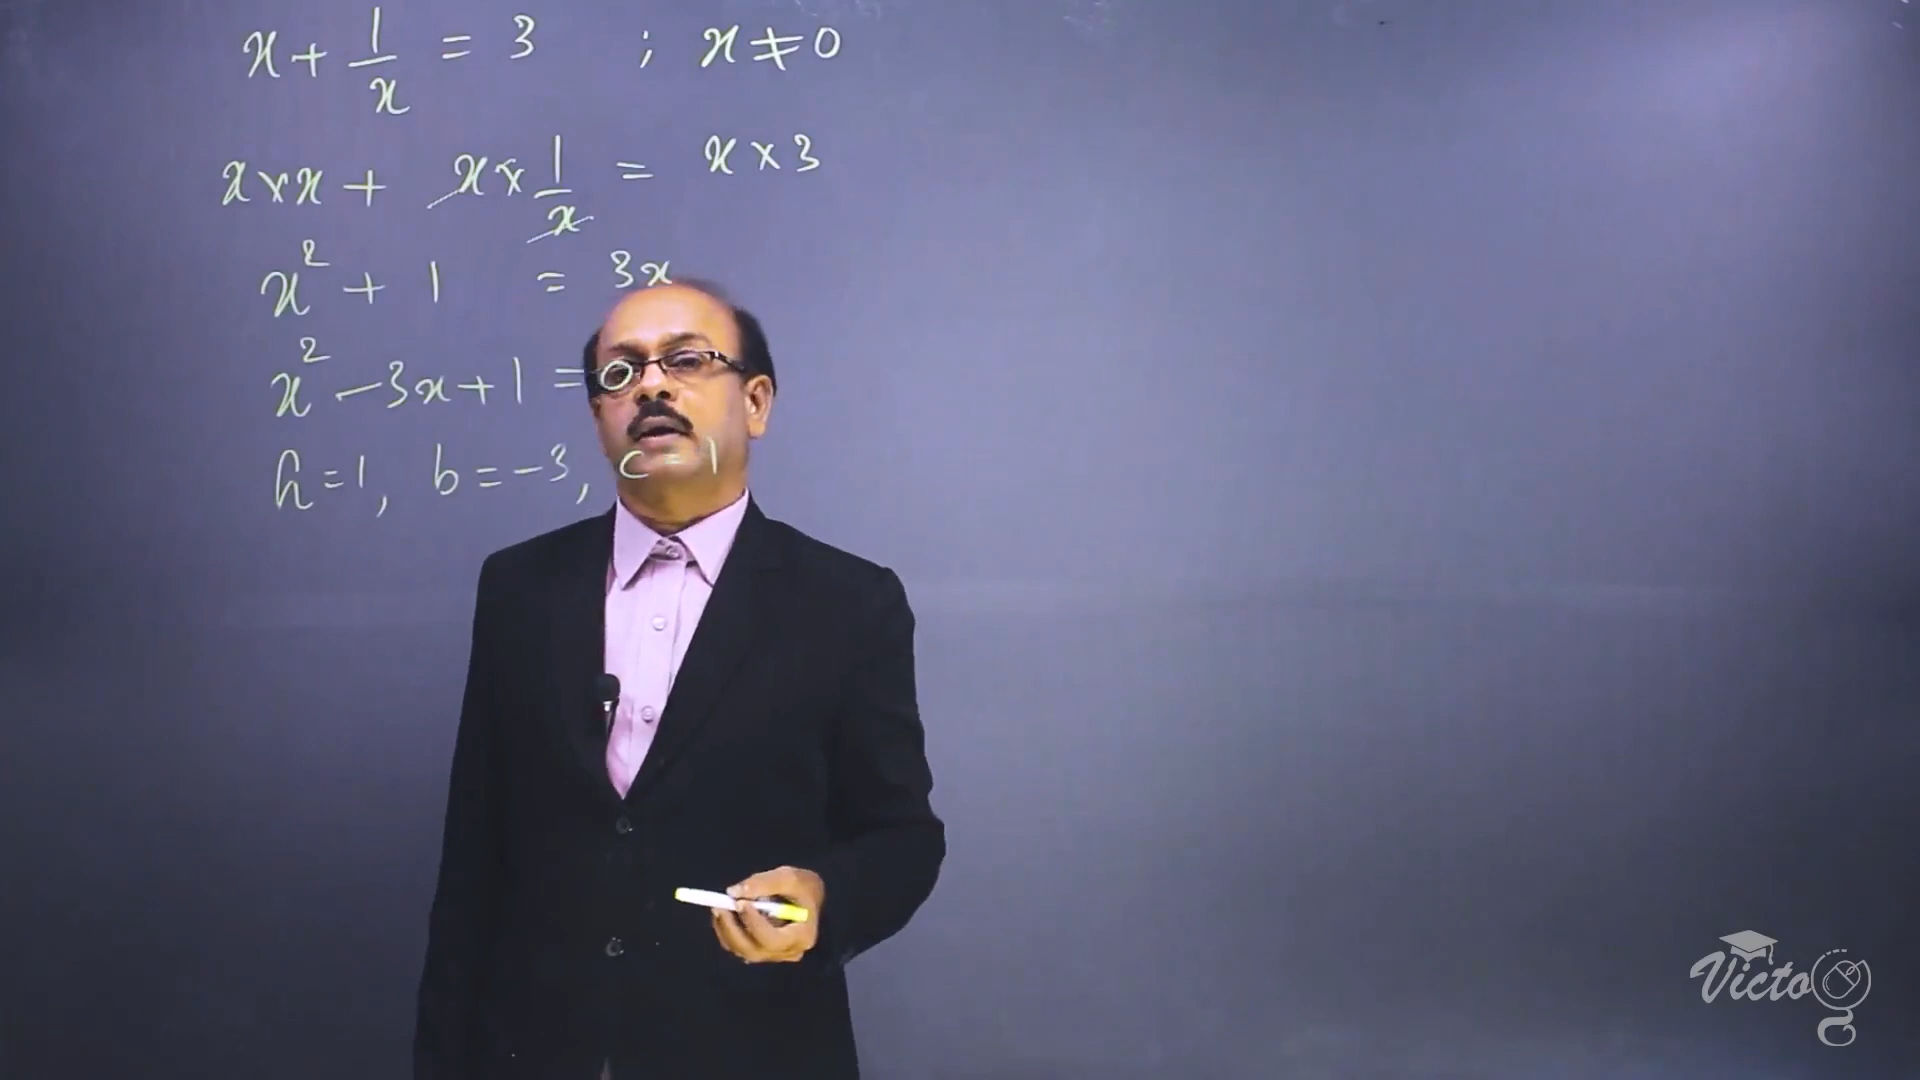 x + 1/x = 3 ; x ≠ 0
x × x + x × 1/x = x × 3
x² + 1 = 3x
x² - 3x + 1 = 0
a = 1, b = -3, c = 1
Victo